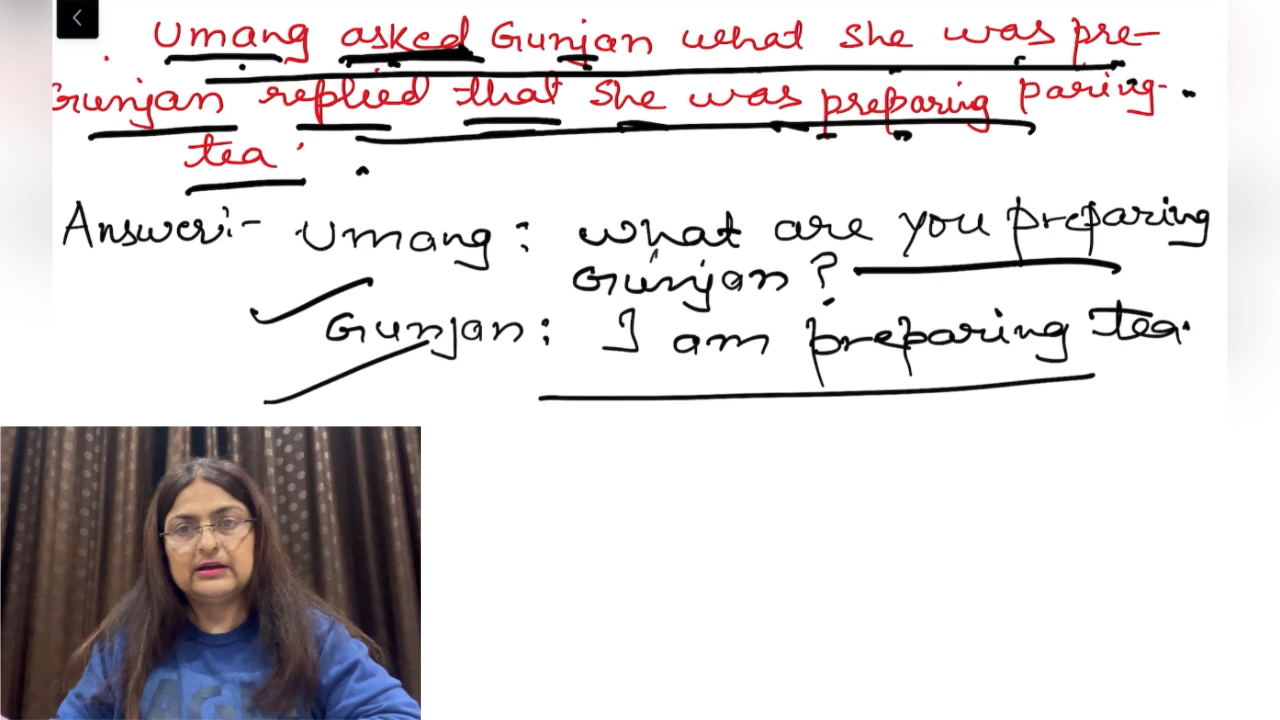 Umang asked Gunjan what she was pre-
Gunjan replied that she was preparing paring.
tea.
Answer:- Umang: what are you preparing
Gunjan?
Gunjan: I am preparing tea.